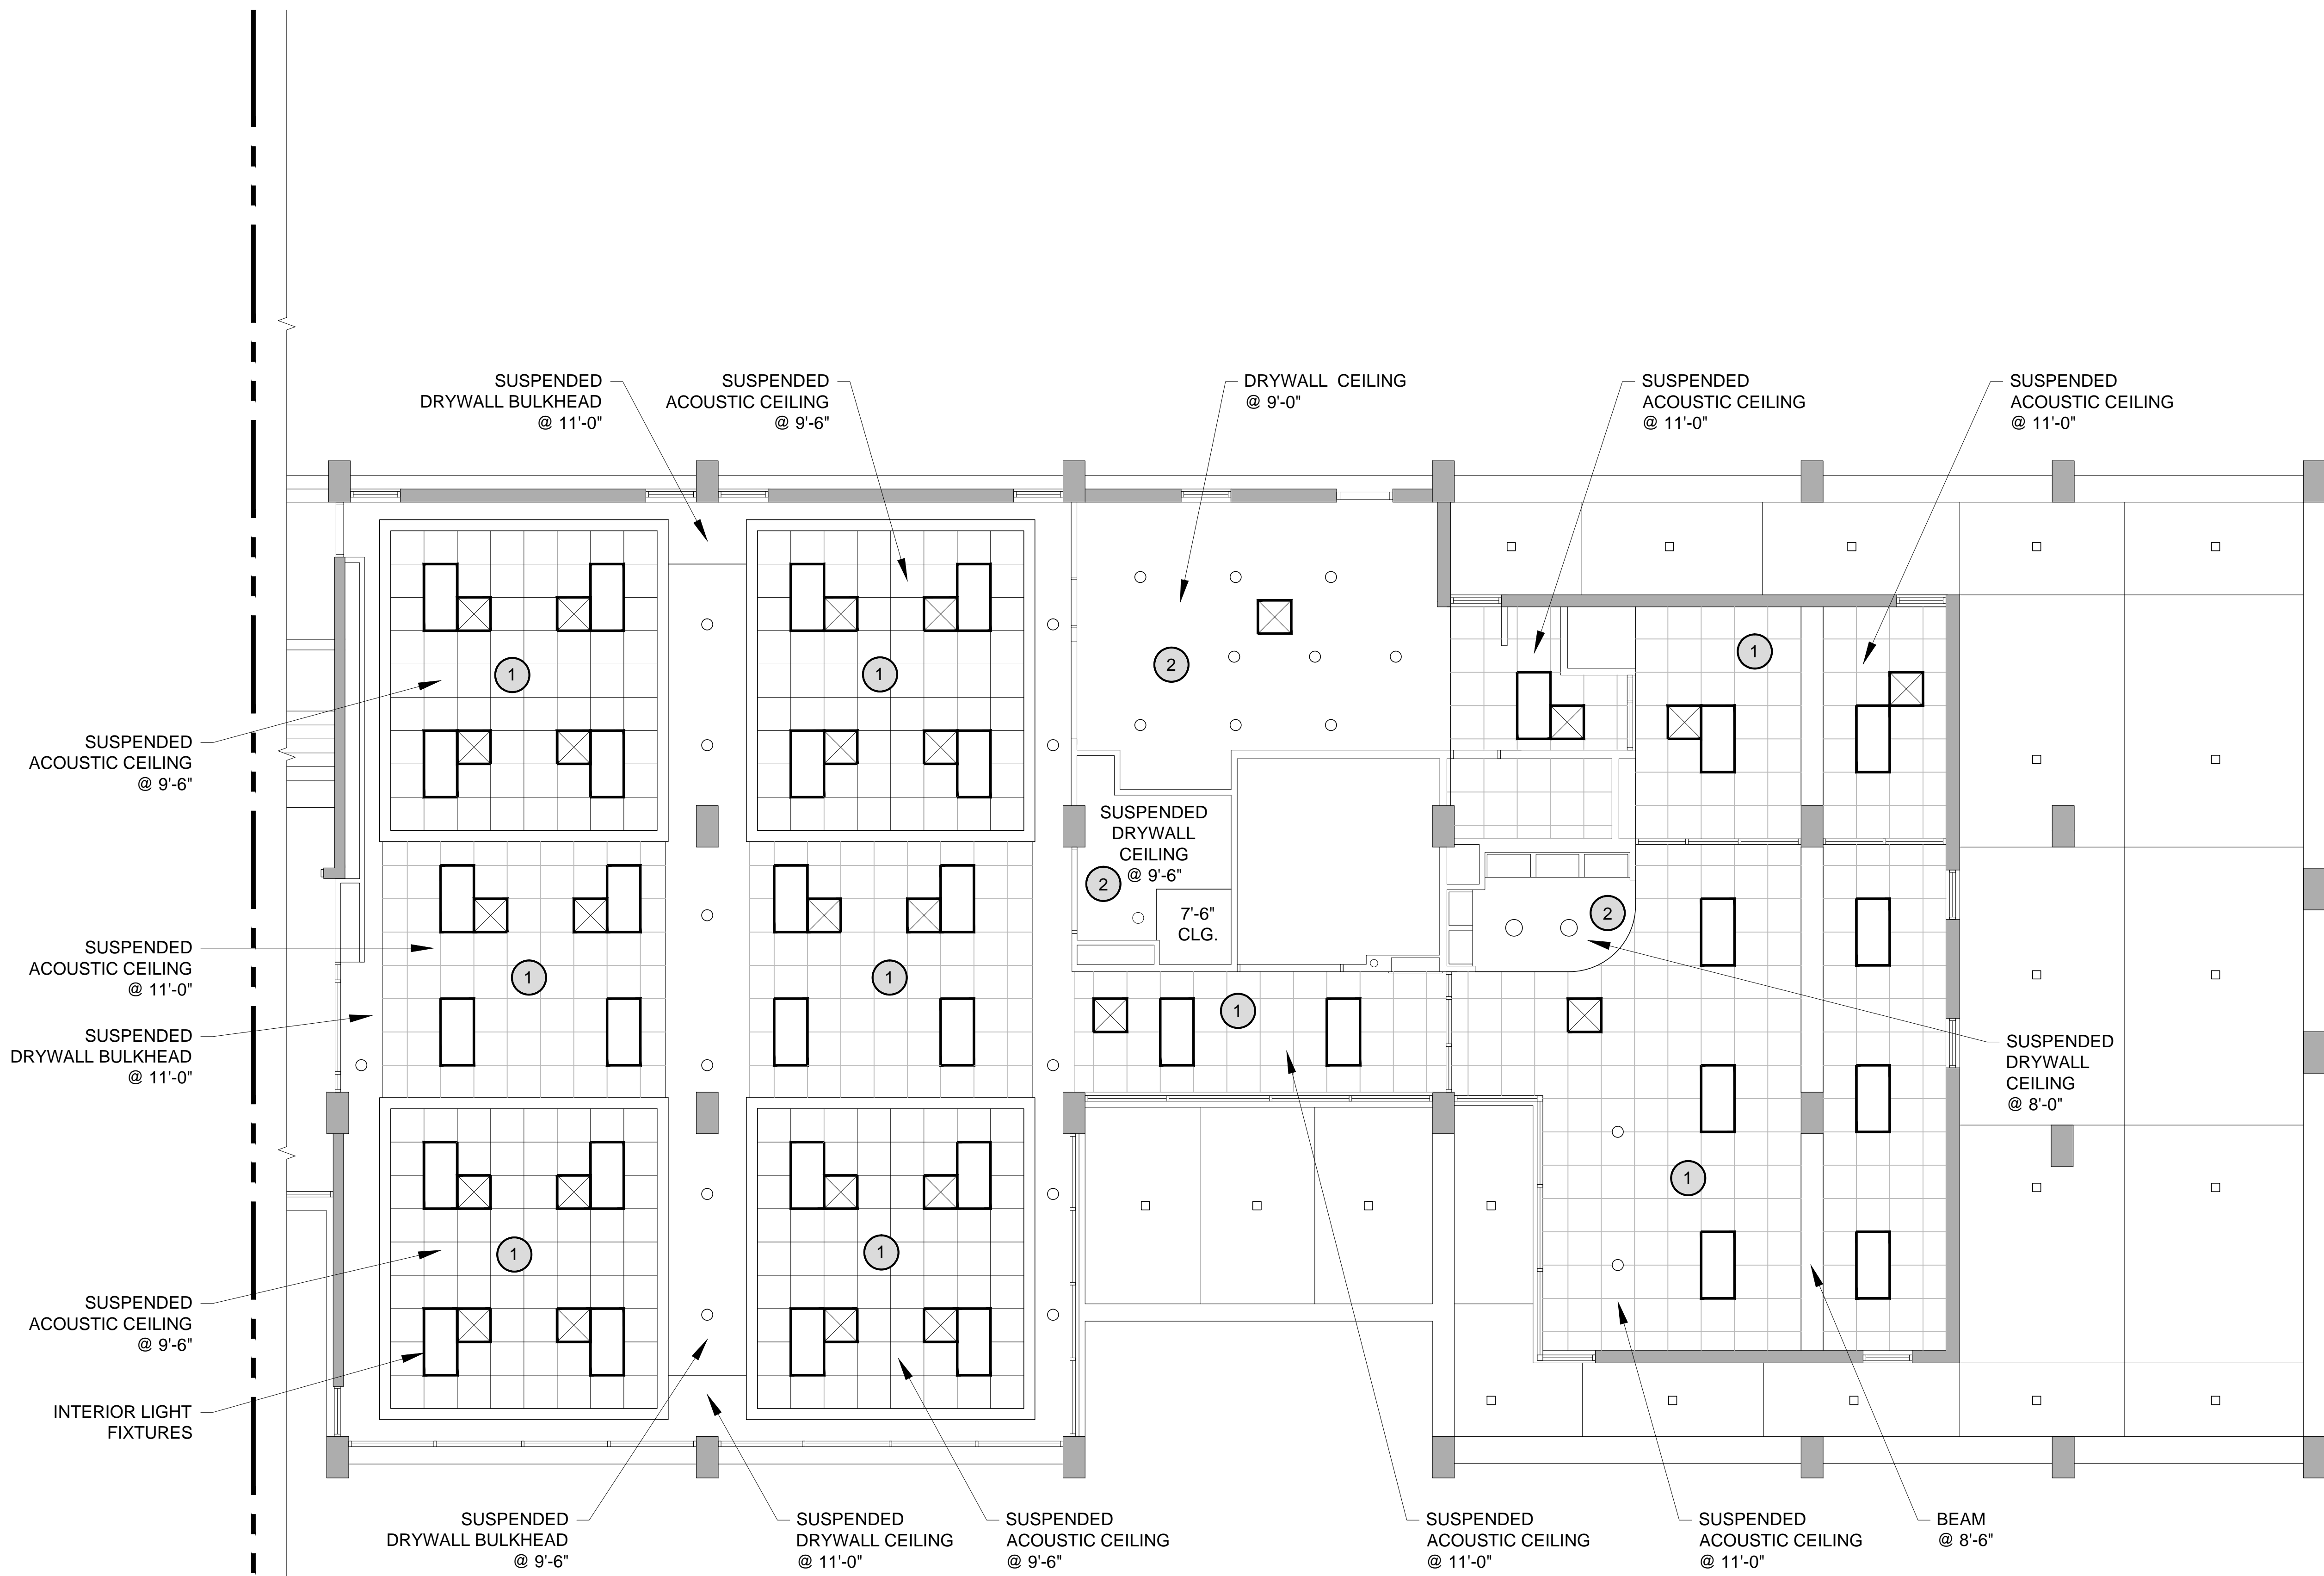 SUSPENDED
DRYWALL BULKHEAD
@ 11'-0"
SUSPENDED
ACOUSTIC CEILING
@ 9'-6"
DRYWALL CEILING
@ 9'-0"
SUSPENDED
ACOUSTIC CEILING
@ 11'-0"
SUSPENDED
ACOUSTIC CEILING
@ 11'-0"
1
1
2
1
SUSPENDED
ACOUSTIC CEILING
@ 9'-6"
SUSPENDED
DRYWALL
CEILING
@ 9'-6"
2
7'-6"
CLG.
2
SUSPENDED
ACOUSTIC CEILING
@ 11'-0"
1
1
1
SUSPENDED
DRYWALL BULKHEAD
@ 11'-0"
SUSPENDED
DRYWALL
CEILING
@ 8'-0"
1
1
1
SUSPENDED
ACOUSTIC CEILING
@ 9'-6"
INTERIOR LIGHT
FIXTURES
SUSPENDED
DRYWALL BULKHEAD
@ 9'-6"
SUSPENDED
DRYWALL CEILING
@ 11'-0"
SUSPENDED
ACOUSTIC CEILING
@ 9'-6"
SUSPENDED
ACOUSTIC CEILING
@ 11'-0"
SUSPENDED
ACOUSTIC CEILING
@ 11'-0"
BEAM
@ 8'-6"